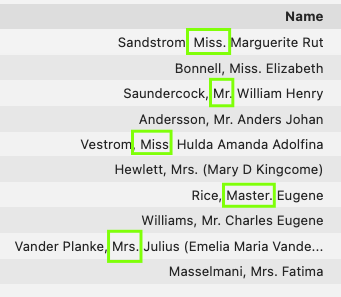 Name
Sandstrom, Miss. Marguerite Rut
Bonnell, Miss. Elizabeth
Saundercock, Mr. William Henry
Andersson, Mr. Anders Johan
Vestrom, Miss. Hulda Amanda Adolfina
Hewlett, Mrs. (Mary D Kingcome)
Rice, Master. Eugene
Williams, Mr. Charles Eugene
Vander Planke, Mrs. Julius (Emelia Maria Vande...
Masselmani, Mrs. Fatima